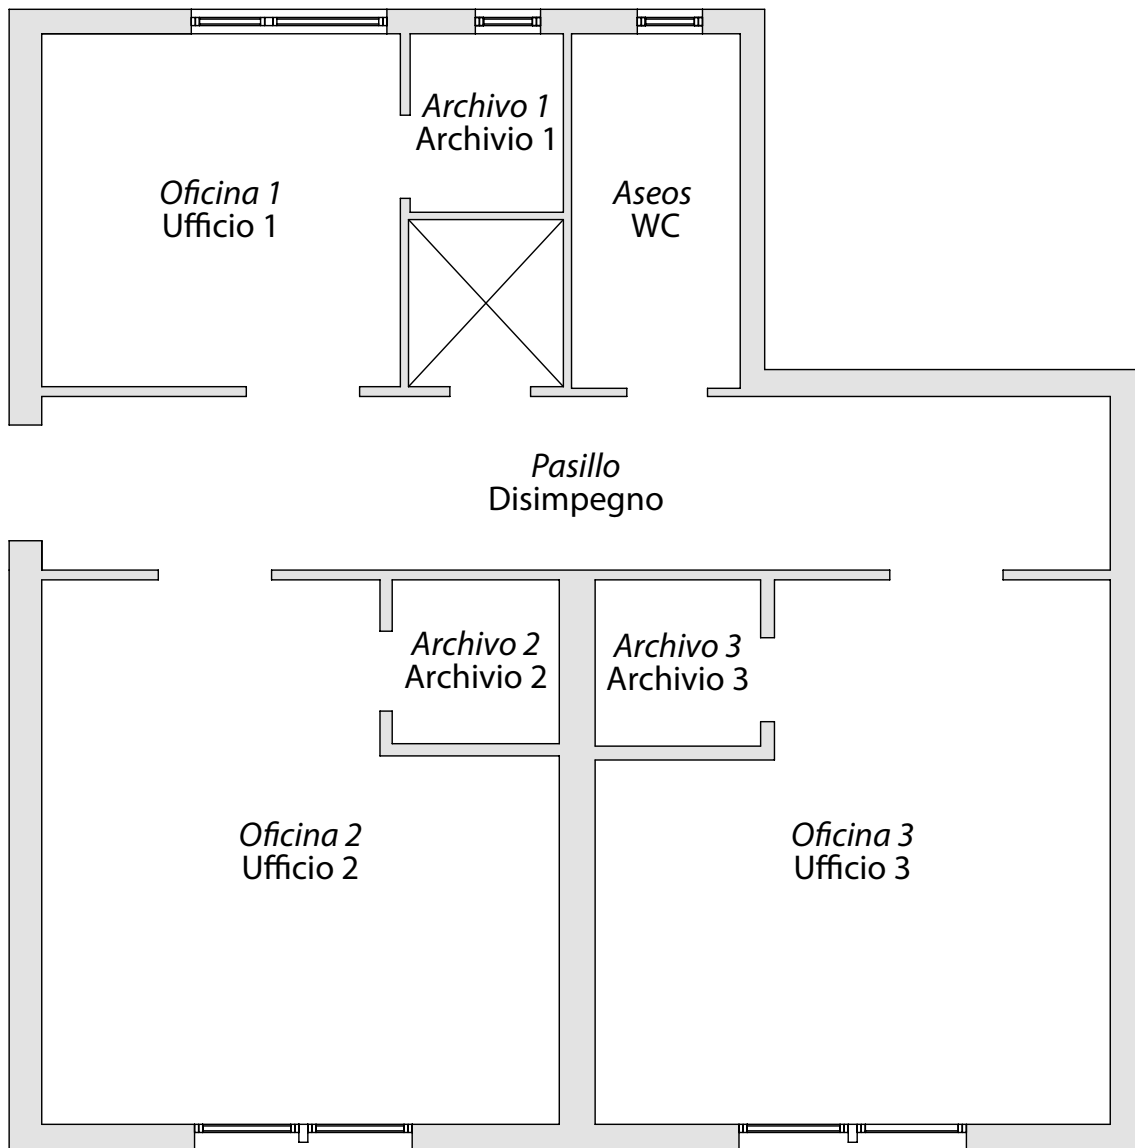 Archivo 1
Archivio 1
Oficina 1
Ufficio 1
Aseos
WC
Pasillo
Disimpegno
Archivo 2
Archivio 2
Archivo 3
Archivio 3
Oficina 2
Ufficio 2
Oficina 3
Ufficio 3